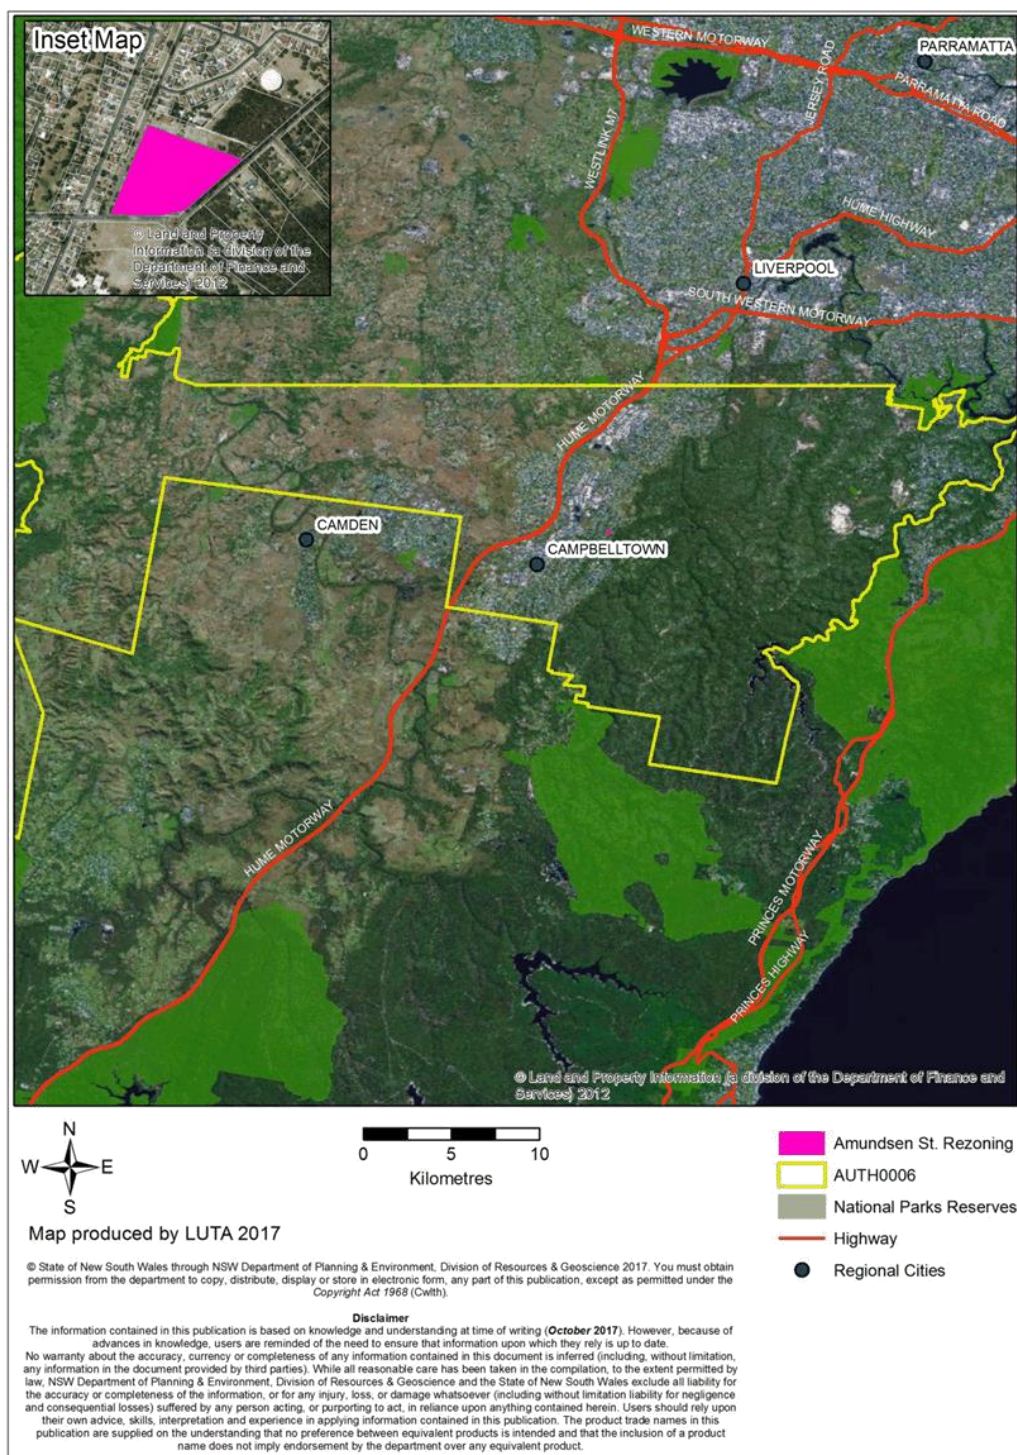 Inset Map
© Land and Property
Information (a division of the
Department of Finance and
Services) 2012
WESTERN MOTORWAY
PARRAMATTA
JERSEY ROAD
PARRAMATTA ROAD
WESTLINK M7
HUME HIGHWAY
LIVERPOOL
SOUTH WESTERN MOTORWAY
HUME MOTORWAY
CAMDEN
CAMPBELLTOWN
HUME MOTORWAY
PRINCES MOTORWAY
PRINCES HIGHWAY
© Land and Property Information (a division of the Department of Finance and
Services) 2012
N
W
E
S
0
5
10
Kilometres
Amundsen St. Rezoning
AUTH0006
National Parks Reserves
Highway
Regional Cities
Map produced by LUTA 2017
© State of New South Wales through NSW Department of Planning & Environment, Division of Resources & Geoscience 2017. You must obtain
permission from the department to copy, distribute, display or store in electronic form, any part of this publication, except as permitted under the
Copyright Act 1968 (Cwlth).
Disclaimer
The information contained in this publication is based on knowledge and understanding at time of writing (October 2017). However, because of
advances in knowledge, users are reminded of the need to ensure that information upon which they rely is up to date.
No warranty about the accuracy, currency or completeness of any information contained in this document is inferred (including, without limitation,
any information in the document provided by third parties). While all reasonable care has been taken in the compilation, to the extent permitted by
law, NSW Department of Planning & Environment, Division of Resources & Geoscience and the State of New South Wales exclude all liability for
the accuracy or completeness of the information, or for any injury, loss, or damage whatsoever (including without limitation liability for negligence
and consequential losses) suffered by any person acting, or purporting to act, in reliance upon anything contained herein. Users should rely upon
their own advice, skills, interpretation and experience in applying information contained in this publication. The product trade names in this
publication are supplied on the understanding that no preference between equivalent products is intended and that the inclusion of a product
name does not imply endorsement by the department over any equivalent product.